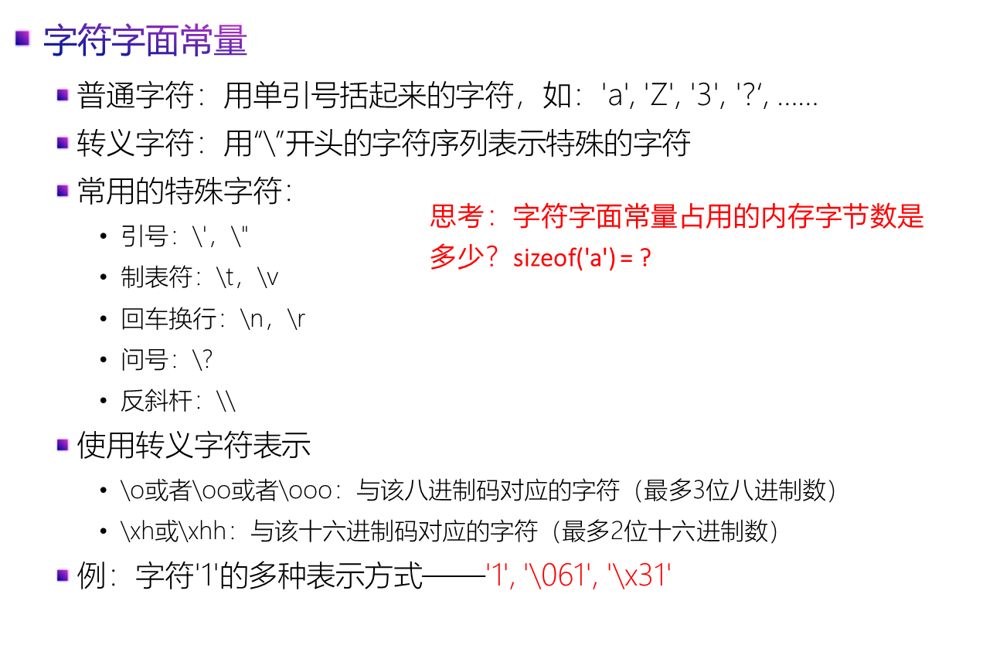 字符字面常量
普通字符：用单引号括起来的字符，如：'a', 'Z', '3', '?‘, ……
转义字符：用“\”开头的字符序列表示特殊的字符
常用的特殊字符：
引号：\'，\"
制表符：\t，\v
回车换行：\n，\r
问号：\?
反斜杆：\\
思考：字符字面常量占用的内存字节数是
多少？sizeof('a') = ?
使用转义字符表示
\o或者\oo或者\ooo：与该八进制码对应的字符（最多3位八进制数）
\xh或\xhh：与该十六进制码对应的字符（最多2位十六进制数）
例：字符'1'的多种表示方式——'1', '\061', '\x31'